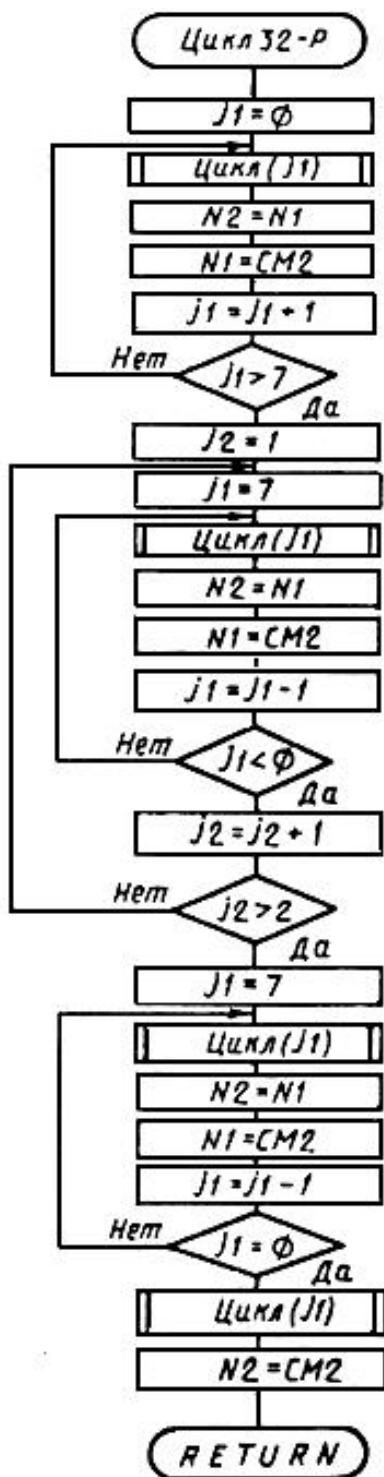 Цикл 32-Р
j1 = ∅
Цикл(j1)
N2 = N1
N1 = CM2
j1 = j1 + 1
Нет
j1 > 7
Да
j2 = 1
j1 = 7
Цикл(j1)
N2 = N1
N1 = CM2
j1 = j1 - 1
Нет
j1 < ∅
Да
j2 = j2 + 1
Нет
j2 > 2
Да
j1 = 7
Цикл(j1)
N2 = N1
N1 = CM2
j1 = j1 - 1
Нет
j1 = ∅
Да
Цикл(j1)
N2 = CM2
RETURN